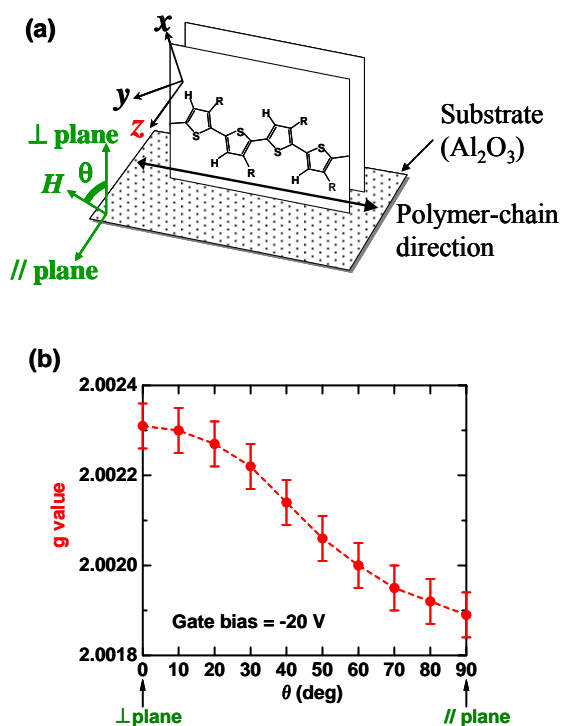 (a)
x
y
z
H
R
H
R
S
S
S
S
R
H
R
H
⊥ plane
θ
H
// plane
Substrate
(Al2O3)
Polymer-chain
direction
(b)
g value
2.0024
2.0022
2.0020
2.0018
Gate bias = -20 V
0 10 20 30 40 50 60 70 80 90
θ (deg)
⊥plane
// plane